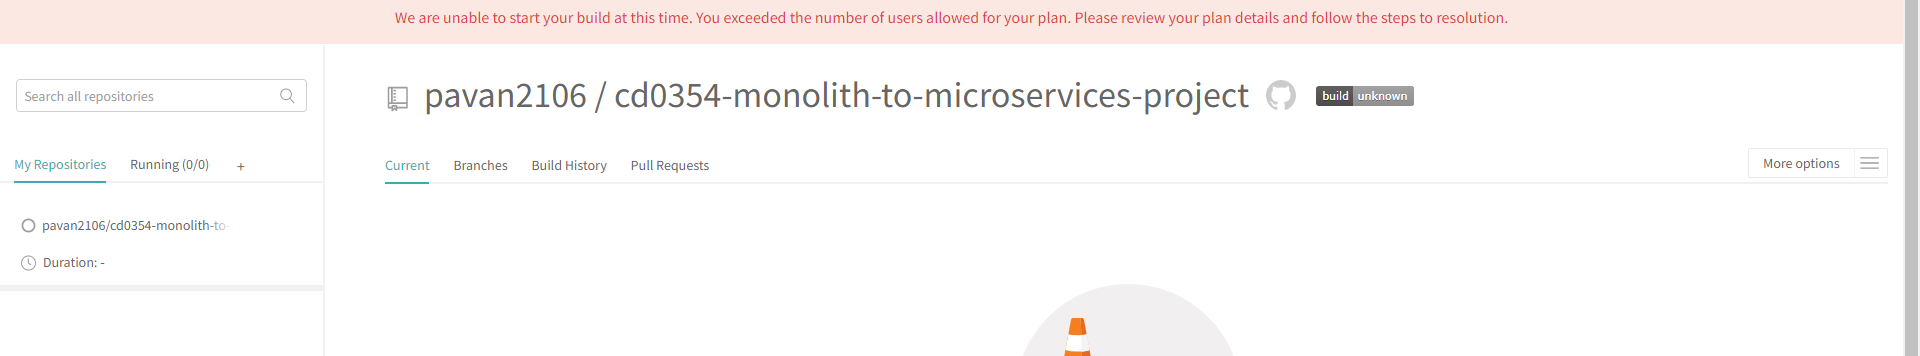 We are unable to start your build at this time. You exceeded the number of users allowed for your plan. Please review your plan details and follow the steps to resolution.
Search all repositories
pavan2106 / cd0354-monolith-to-microservices-project
build unknown
My Repositories Running (0/0) +
Current Branches Build History Pull Requests
More options
pavan2106/cd0354-monolith-to-
Duration: -